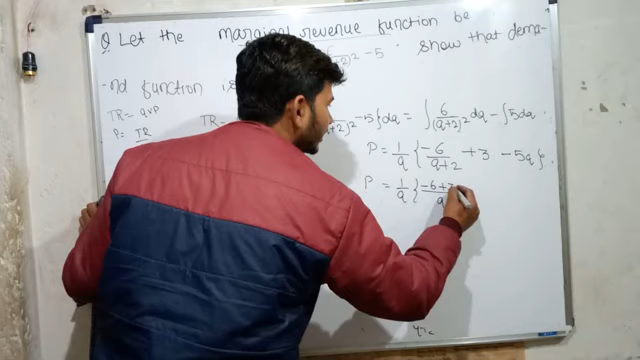 Q Let the marginal revenue function be
6/(q+2)² - 5 . show that dema-
-nd function is
TR = q×P
P = TR
TR = )² - 5} dq = ∫ 6/(q+2)² dq - ∫ 5dq .
P = 1/q { -6/(q+2) + 3 - 5q } .
P = 1/q { -6+3